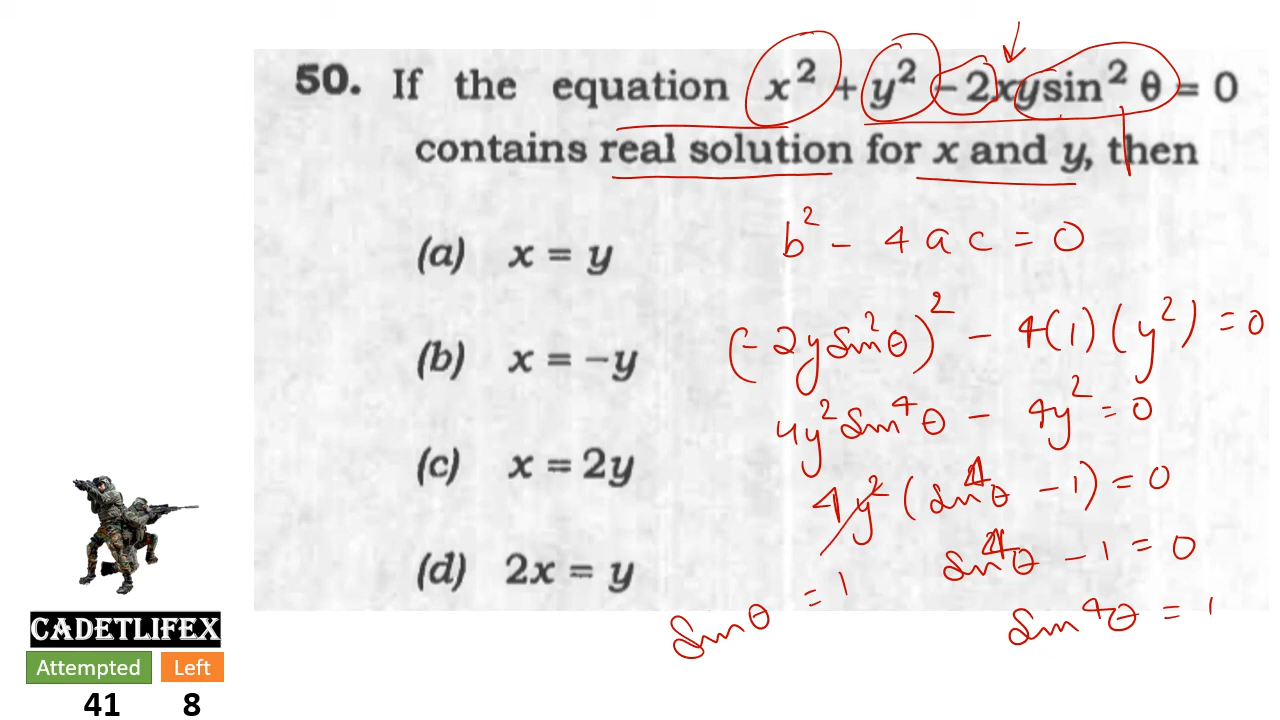 50. If the equation x² + y² – 2xysin² θ = 0
contains real solution for x and y, then
(a) x = y
(b) x = –y
(c) x = 2y
(d) 2x = y
b² – 4ac = 0
(–2y sin²θ)² – 4(1)(y²) = 0
4y² sin⁴θ – 4y² = 0
4y² (sin⁴θ – 1) = 0
sin⁴θ – 1 = 0
sin⁴θ = 1
sinθ = 1
CADETLIFEX
Attempted Left
41 8